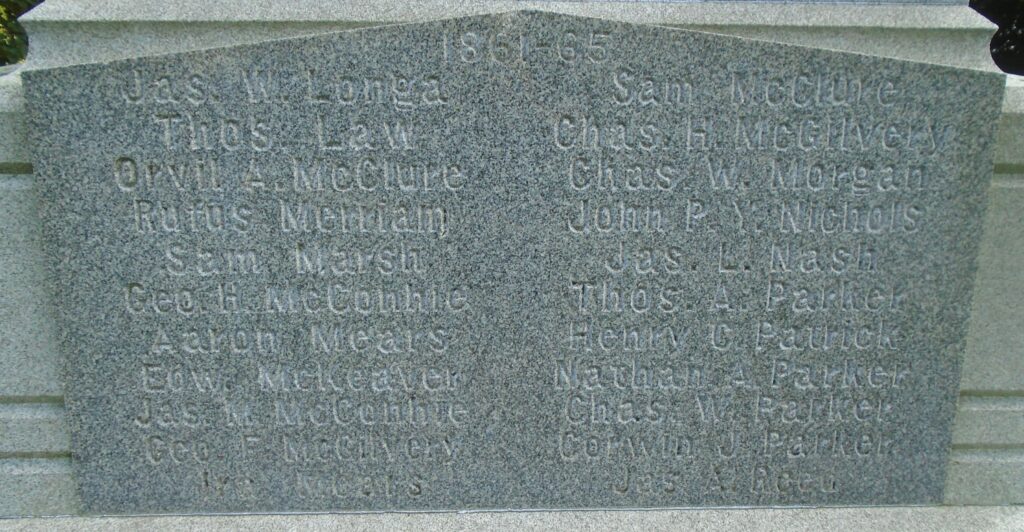 1861-65
Jas. W. Longa
Thos. Law
Orvil A. McClure
Rufus Merriam
Sam Marsh
Geo. H. McConhie
Aaron Mears
Edw. McKeaver
Jas. M. McConhie
Geo. F. McGilvery
Ira Mears
Sam McClure
Chas. H. McGilvery
Chas. W. Morgan
John P. Y. Nichols
Jas. L. Nash
Thos. A. Parker
Henry C. Patrick
Nathan A. Parker
Chas. W. Parker
Corwin J. Parker
Jas A. Reed